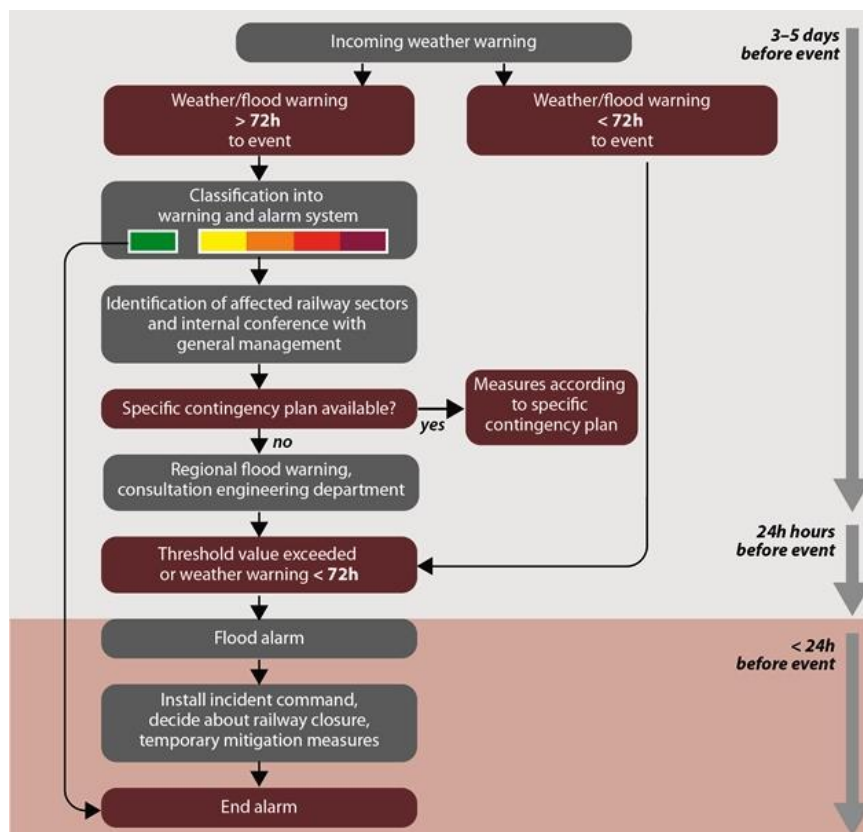 Incoming weather warning
3–5 days
before event
Weather/flood warning
> 72h
to event
Weather/flood warning
< 72h
to event
Classification into
warning and alarm system
Identification of affected railway sectors
and internal conference with
general management
Specific contingency plan available?
yes
Measures according
to specific
contingency plan
no
Regional flood warning,
consultation engineering department
24h hours
before event
Threshold value exceeded
or weather warning < 72h
Flood alarm
< 24h
before event
Install incident command,
decide about railway closure,
temporary mitigation measures
End alarm